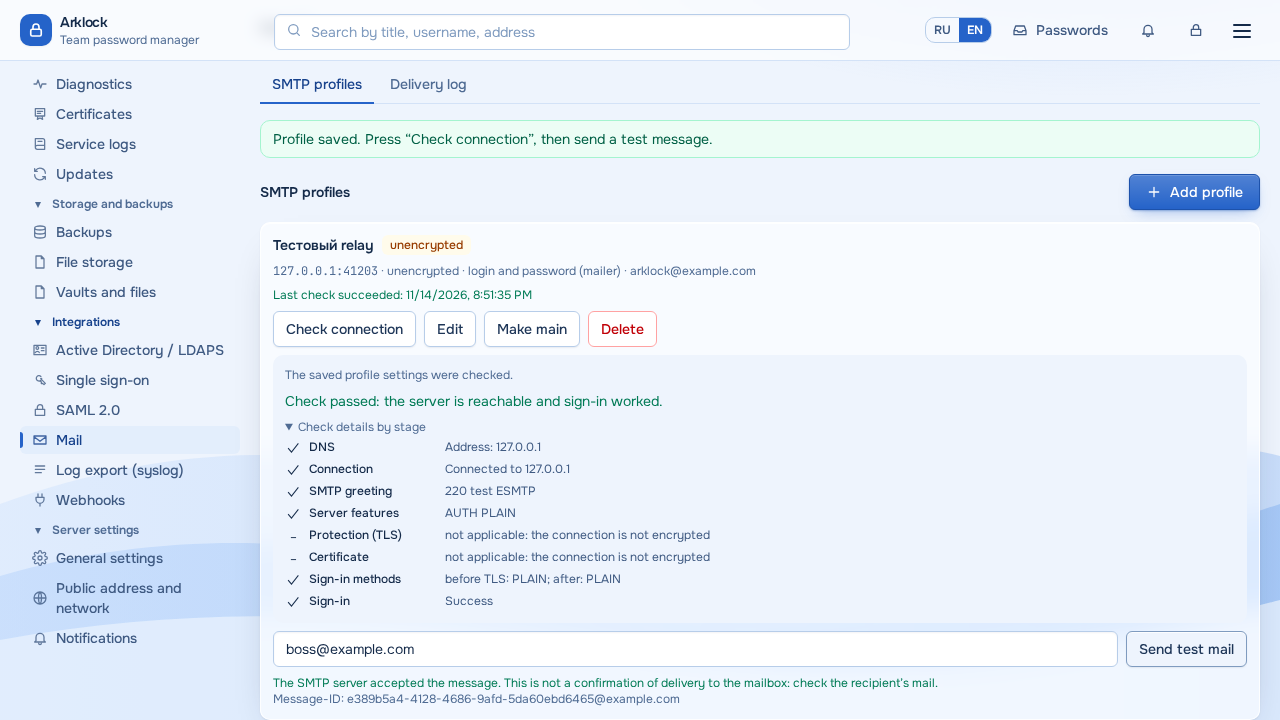 Arklock
Team password manager
Search by title, username, address
RU EN
Passwords
Diagnostics
Certificates
Service logs
Updates
▼ Storage and backups
Backups
File storage
Vaults and files
▼ Integrations
Active Directory / LDAPS
Single sign-on
SAML 2.0
Mail
Log export (syslog)
Webhooks
▼ Server settings
General settings
Public address and
network
Notifications
SMTP profiles
Delivery log
Profile saved. Press “Check connection”, then send a test message.
SMTP profiles
+ Add profile
Тестовый relay unencrypted
127.0.0.1:41203 · unencrypted · login and password (mailer) · arklock@example.com
Last check succeeded: 11/14/2026, 8:51:35 PM
Check connection Edit Make main Delete
The saved profile settings were checked.
Check passed: the server is reachable and sign-in worked.
▼ Check details by stage
✓ DNS Address: 127.0.0.1
✓ Connection Connected to 127.0.0.1
✓ SMTP greeting 220 test ESMTP
✓ Server features AUTH PLAIN
– Protection (TLS) not applicable: the connection is not encrypted
– Certificate not applicable: the connection is not encrypted
✓ Sign-in methods before TLS: PLAIN; after: PLAIN
✓ Sign-in Success
boss@example.com
Send test mail
The SMTP server accepted the message. This is not a confirmation of delivery to the mailbox: check the recipient’s mail.
Message-ID: e389b5a4-4128-4686-9afd-5da60ebd6465@example.com